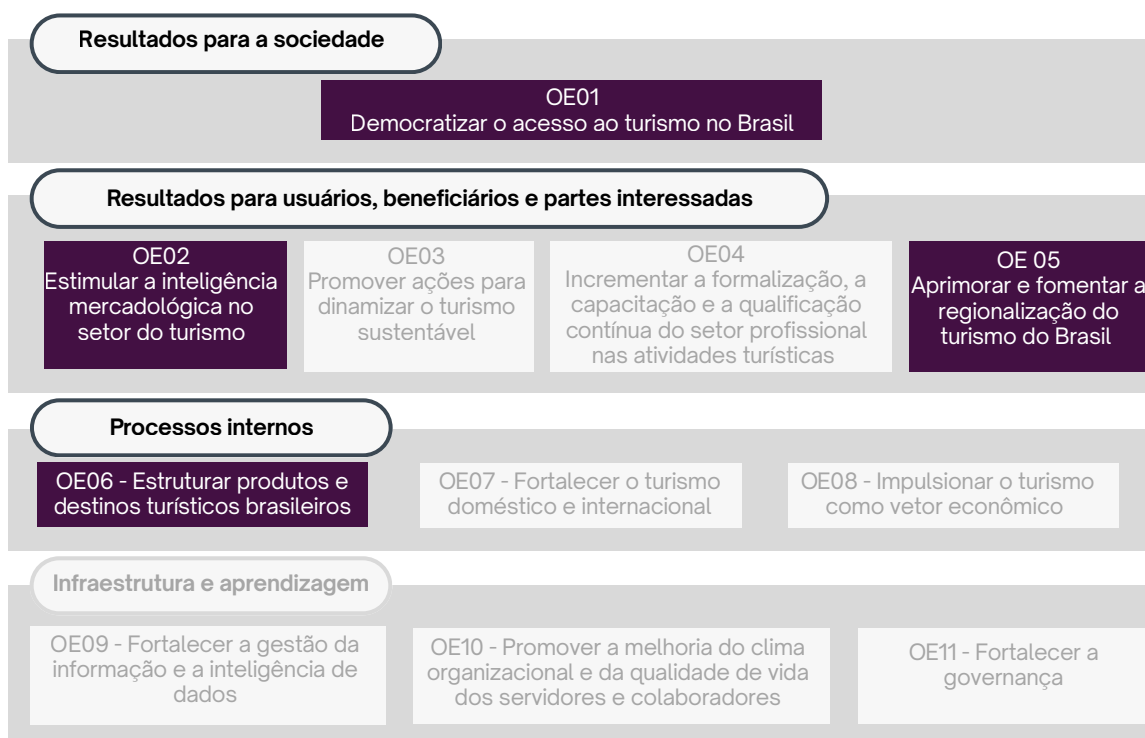 Resultados para a sociedade
OE01
Democratizar o acesso ao turismo no Brasil
Resultados para usuários, beneficiários e partes interessadas
OE02
Estimular a inteligência
mercadológica no
setor do turismo
OE03
Promover ações para
dinamizar o turismo
sustentável
OE04
Incrementar a formalização, a
capacitação e a qualificação
contínua do setor profissional
nas atividades turísticas
OE 05
Aprimorar e fomentar a
regionalização do
turismo do Brasil
Processos internos
OE06 - Estruturar produtos e
destinos turísticos brasileiros
OE07 - Fortalecer o turismo
doméstico e internacional
OE08 - Impulsionar o turismo
como vetor econômico
Infraestrutura e aprendizagem
OE09 - Fortalecer a gestão da
informação e a inteligência de
dados
OE10 - Promover a melhoria do clima
organizacional e da qualidade de vida
dos servidores e colaboradores
OE11 - Fortalecer a
governança